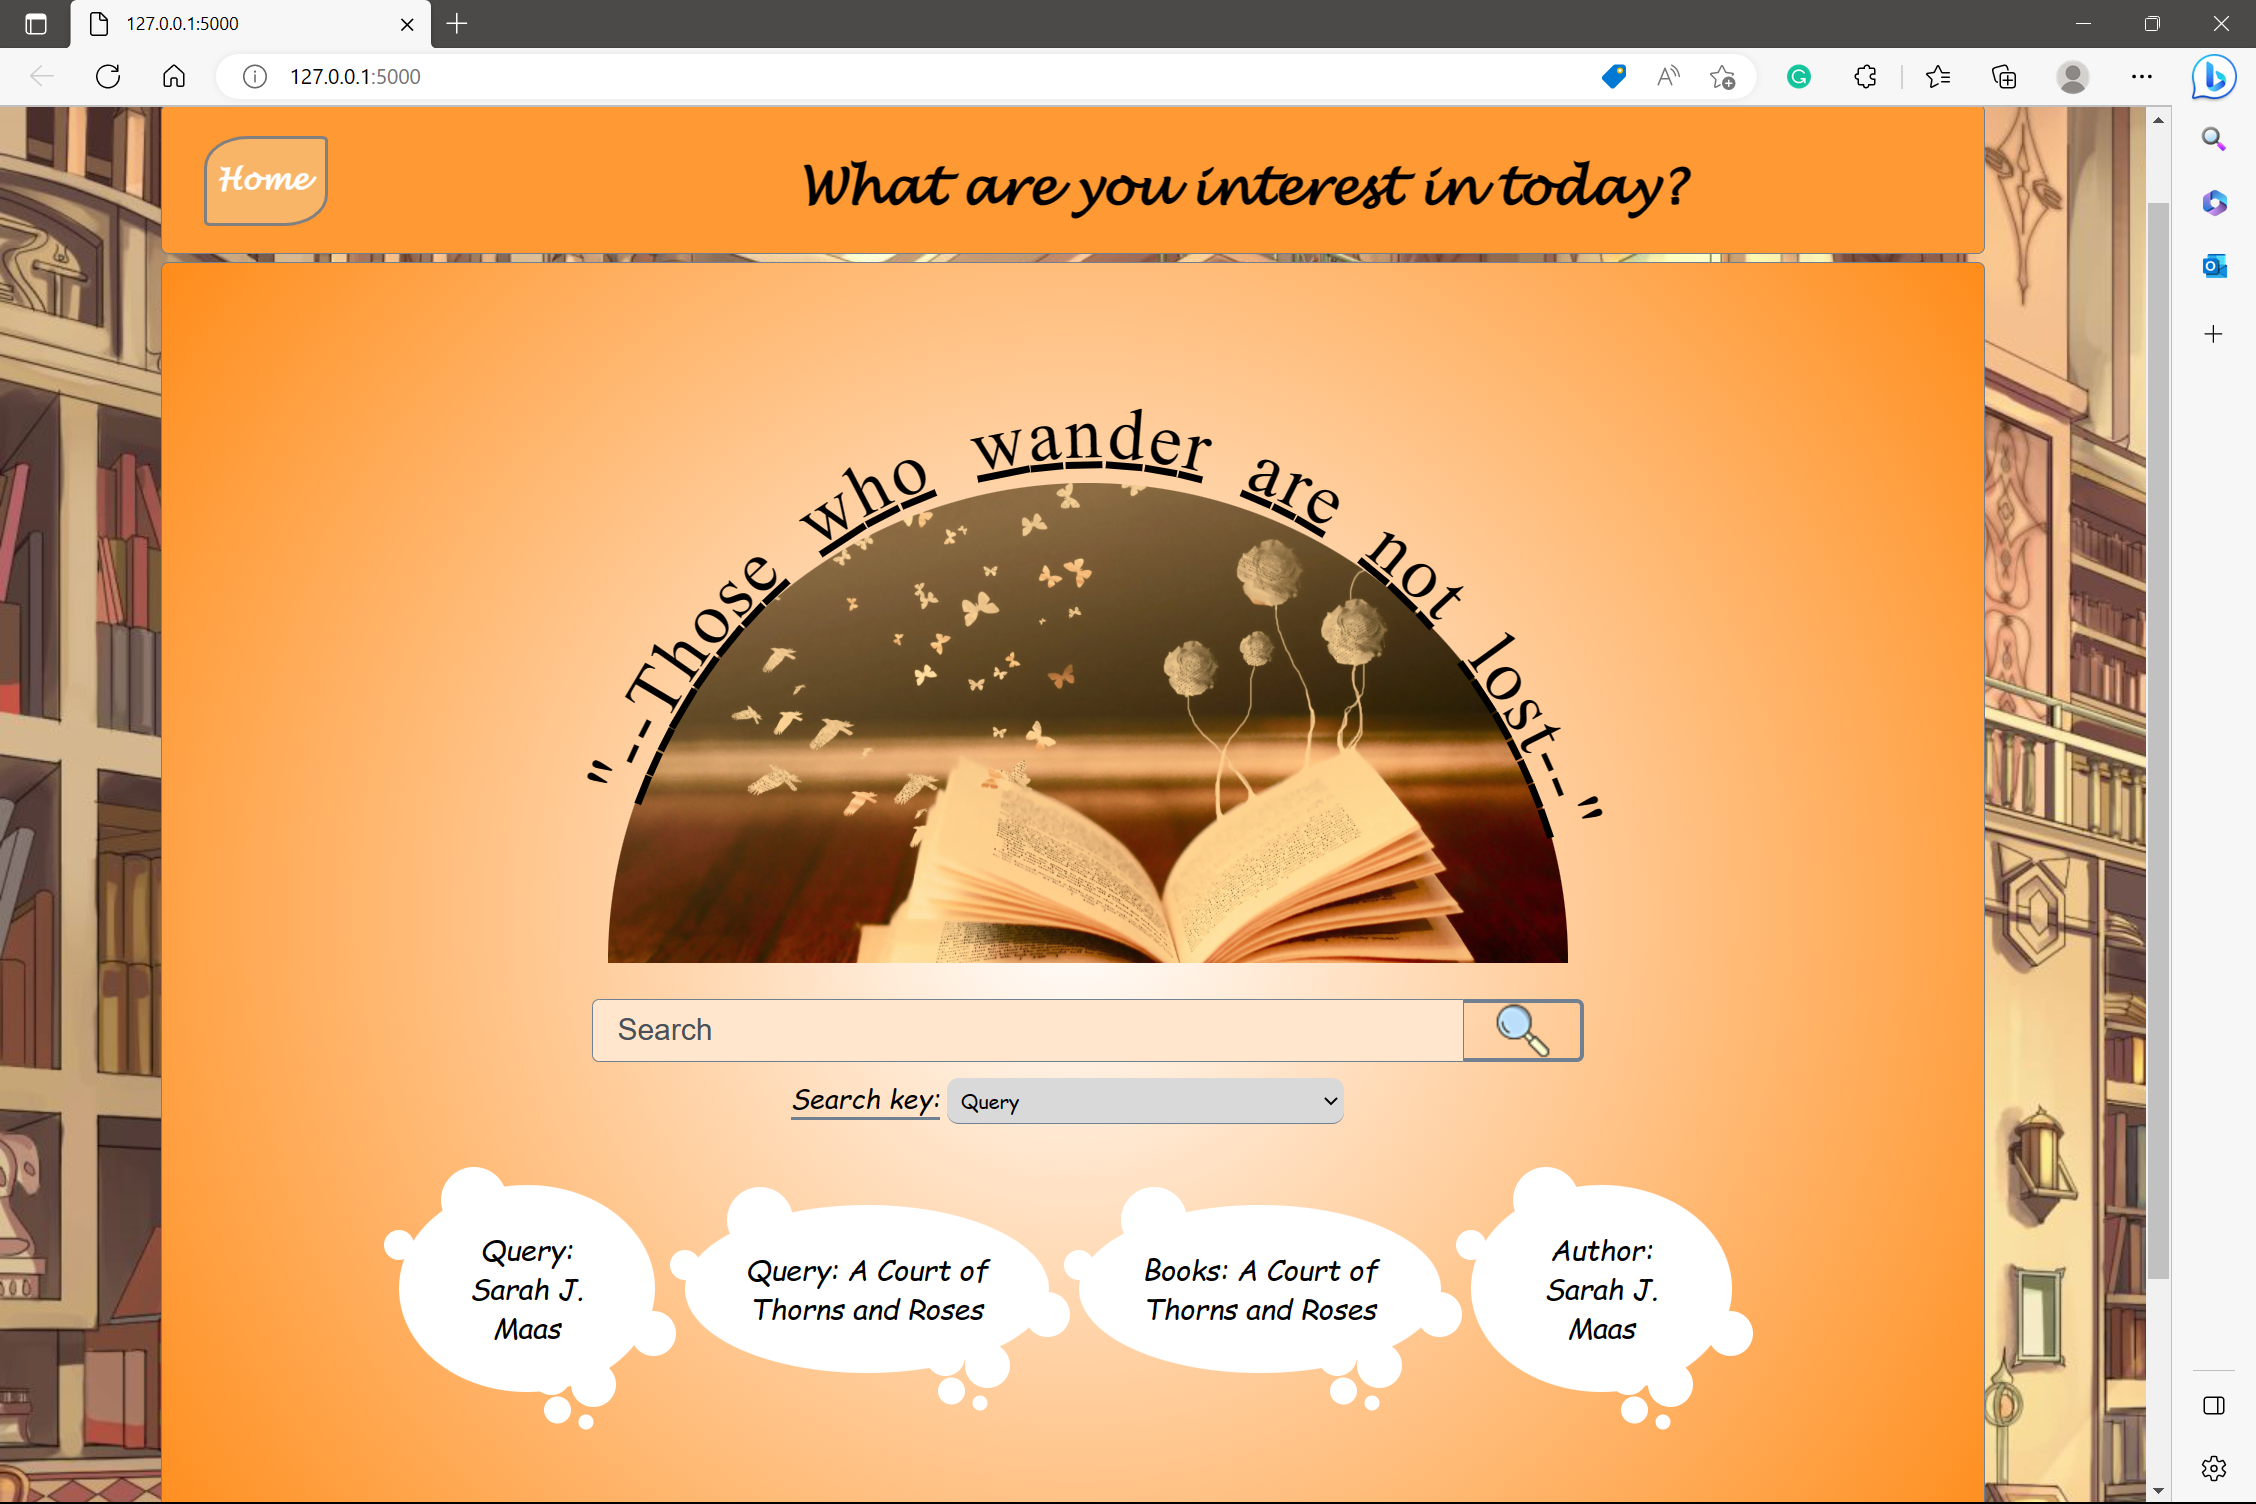 127.0.0.1:5000
127.0.0.1:5000
Home
What are you interest in today?
"--Those who wander are not lost--"
Search
Search key:
Query
Query:
Sarah J.
Maas
Query: A Court of
Thorns and Roses
Books: A Court of
Thorns and Roses
Author:
Sarah J.
Maas